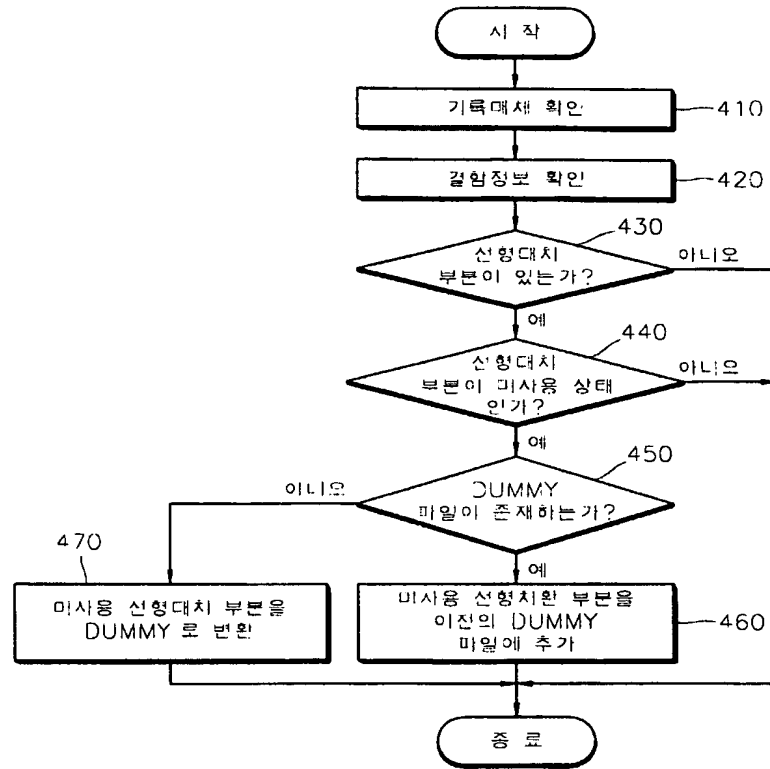 시 작
기록매체 확인
410
결함정보 확인
420
430
선형대치
부분이 있는가?
아니오
예
440
선형대치
부분이 미사용 상태
인가?
아니오
예
450
DUMMY
파일이 존재하는가?
아니오
예
470
미사용 선형대치 부분을
DUMMY 로 변환
미사용 선형치환 부분을
이전의 DUMMY
파일에 추가
460
종 료